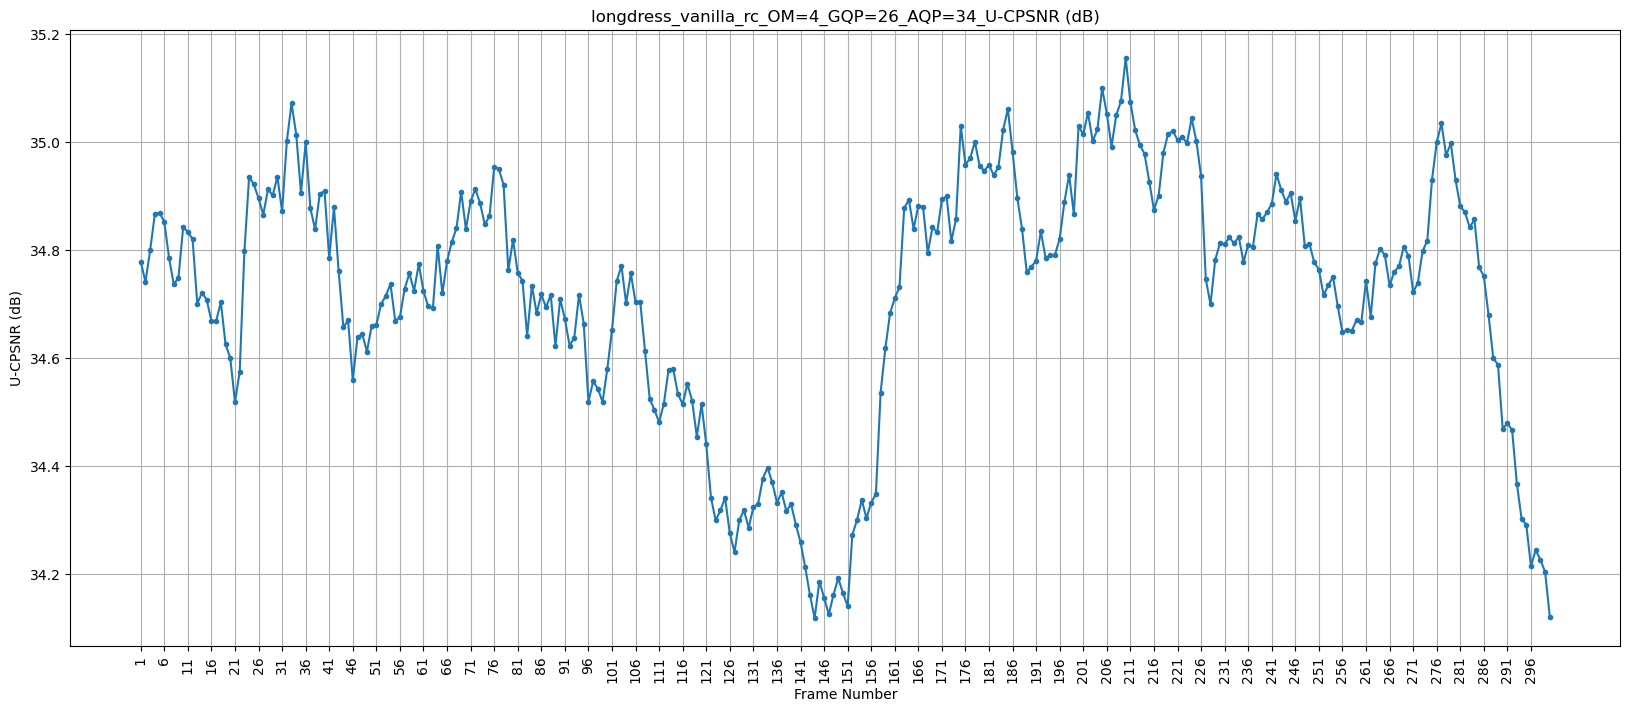 longdress_vanilla_rc_OM=4_GQP=26_AQP=34_U-CPSNR (dB)
U-CPSNR (dB)
35.2
35.0
34.8
34.6
34.4
34.2
1 6 11 16 21 26 31 36 41 46 51 56 61 66 71 76 81 86 91 96 101 106 111 116 121 126 131 136 141 146 151 156 161 166 171 176 181 186 191 196 201 206 211 216 221 226 231 236 241 246 251 256 261 266 271 276 281 286 291 296
Frame Number